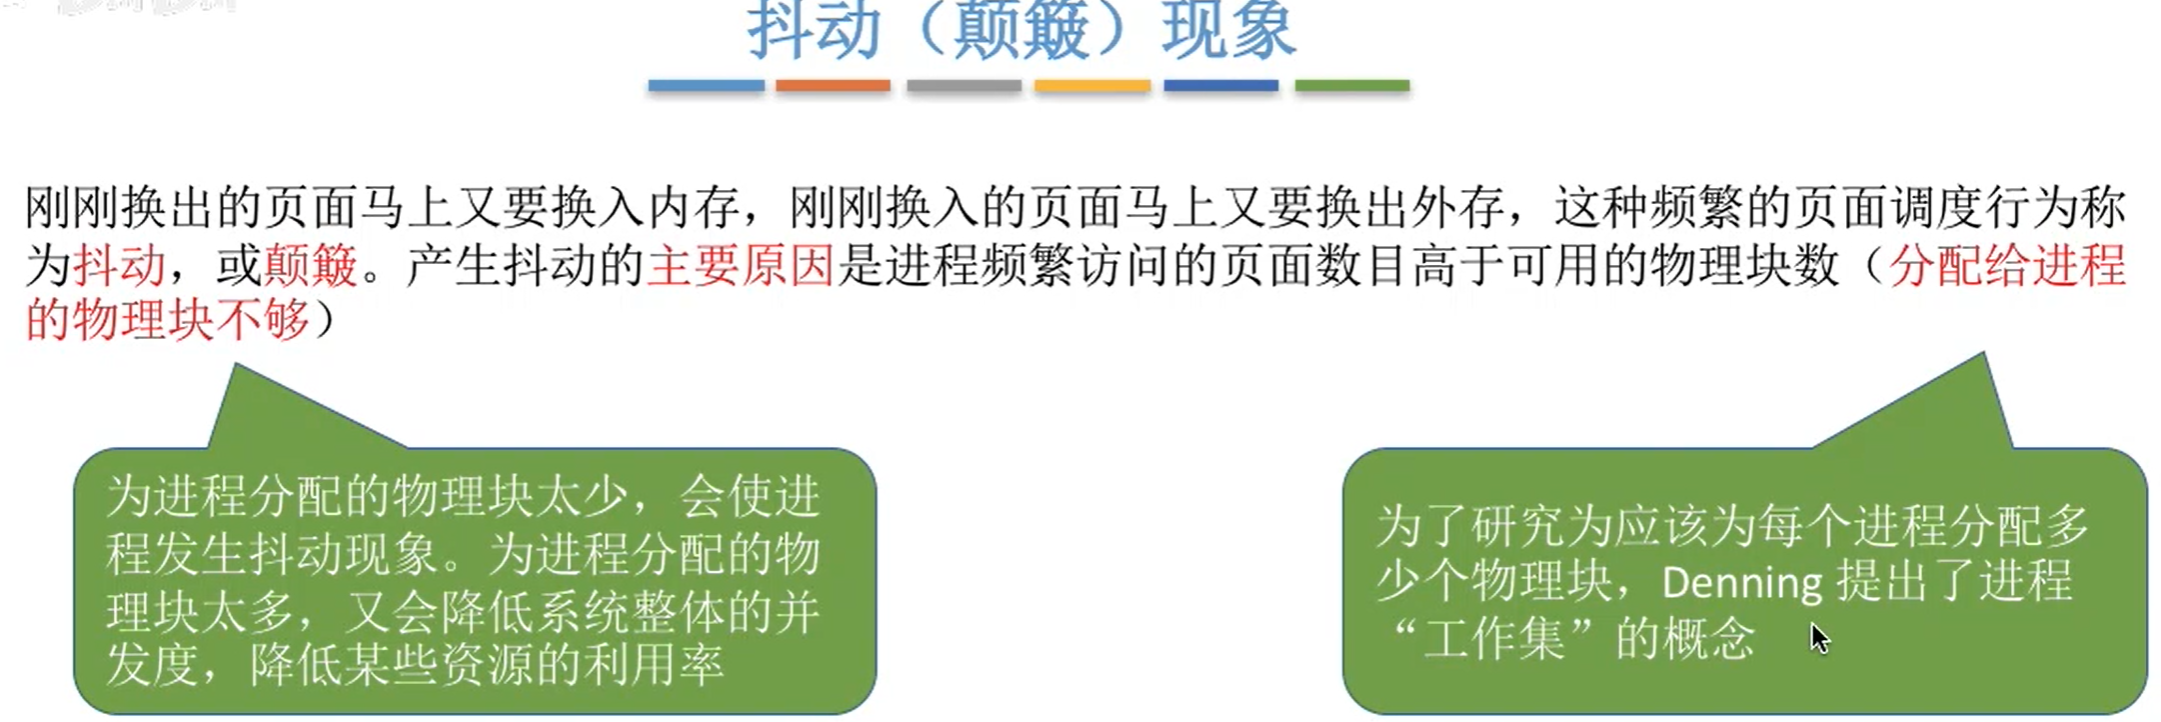 抖动（颠簸）现象
刚刚换出的页面马上又要换入内存，刚刚换入的页面马上又要换出外存，这种频繁的页面调度行为称
为抖动，或颠簸。产生抖动的主要原因是进程频繁访问的页面数目高于可用的物理块数（分配给进程
的物理块不够）
为进程分配的物理块太少，会使进
程发生抖动现象。为进程分配的物
理块太多，又会降低系统整体的并
发度，降低某些资源的利用率
为了研究为应该为每个进程分配多
少个物理块，Denning 提出了进程
“工作集”的概念